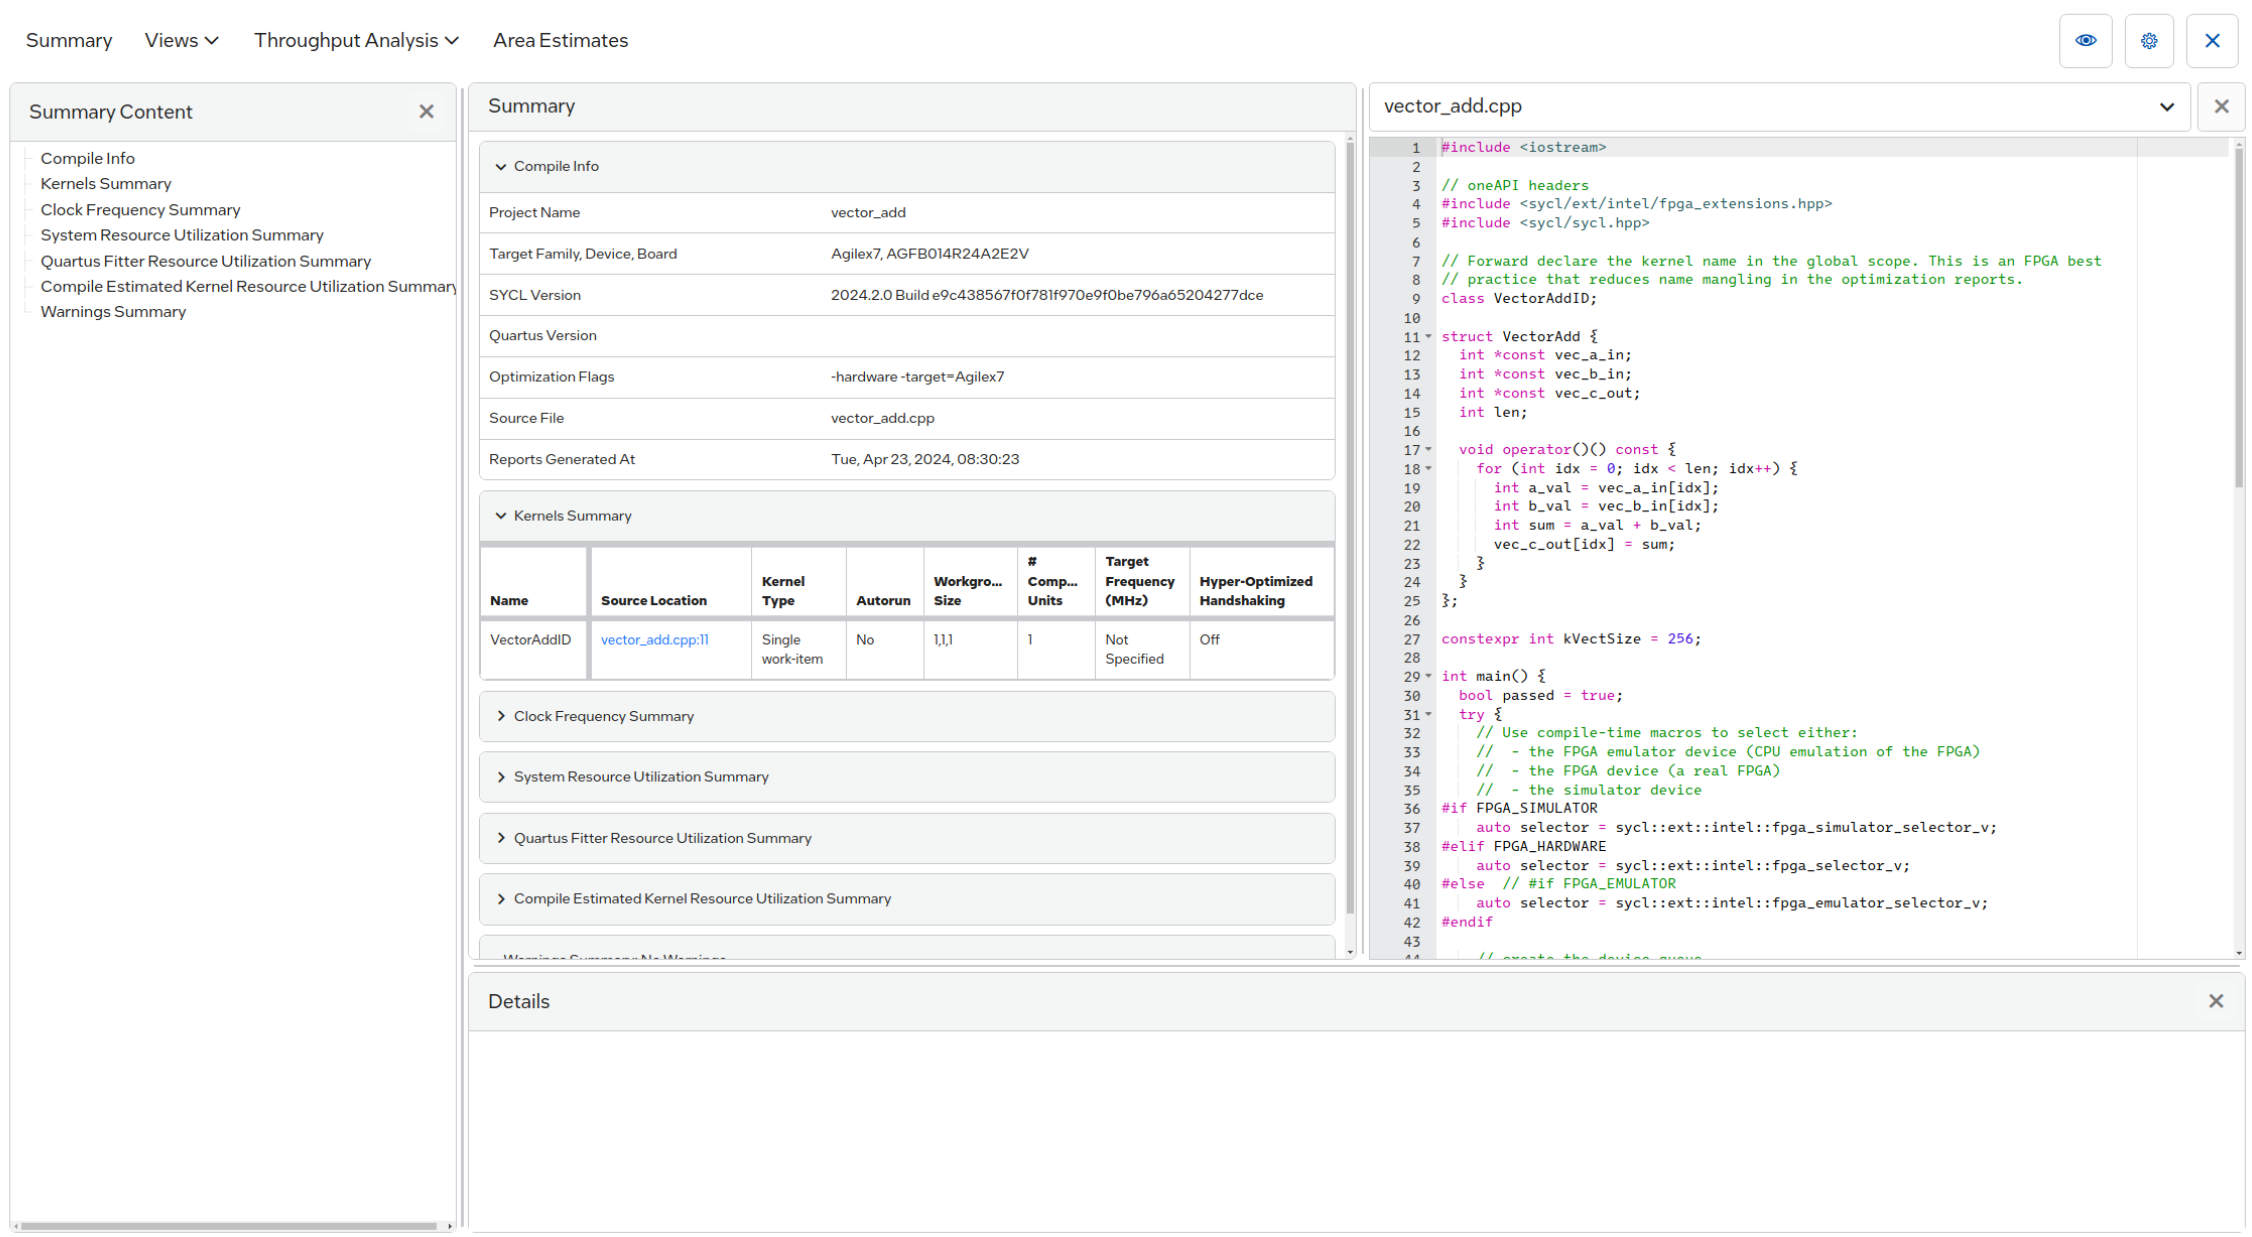 Summary Views Throughput Analysis Area Estimates
Summary Content
Compile Info
Kernels Summary
Clock Frequency Summary
System Resource Utilization Summary
Quartus Fitter Resource Utilization Summary
Compile Estimated Kernel Resource Utilization Summary
Warnings Summary
Summary
Compile Info
Project Name vector_add
Target Family, Device, Board Agilex7, AGFB014R24A2E2V
SYCL Version 2024.2.0 Build e9c438567f0f781f970e9f0be796a65204277dce
Quartus Version
Optimization Flags -hardware -target=Agilex7
Source File vector_add.cpp
Reports Generated At Tue, Apr 23, 2024, 08:30:23
Kernels Summary
Name Source Location Kernel Type Autorun Workgro... Size # Comp... Units Target Frequency (MHz) Hyper-Optimized Handshaking
VectorAddID vector_add.cpp:11 Single work-item No 1,1,1 1 Not Specified Off
Clock Frequency Summary
System Resource Utilization Summary
Quartus Fitter Resource Utilization Summary
Compile Estimated Kernel Resource Utilization Summary
Warnings Summary: No Warnings
vector_add.cpp
1 #include <iostream>
2
3 // oneAPI headers
4 #include <sycl/ext/intel/fpga_extensions.hpp>
5 #include <sycl/sycl.hpp>
6
7 // Forward declare the kernel name in the global scope. This is an FPGA best
8 // practice that reduces name mangling in the optimization reports.
9 class VectorAddID;
10
11 struct VectorAdd {
12 int *const vec_a_in;
13 int *const vec_b_in;
14 int *const vec_c_out;
15 int len;
16
17 void operator()() const {
18 for (int idx = 0; idx < len; idx++) {
19 int a_val = vec_a_in[idx];
20 int b_val = vec_b_in[idx];
21 int sum = a_val + b_val;
22 vec_c_out[idx] = sum;
23 }
24 }
25 };
26
27 constexpr int kVectSize = 256;
28
29 int main() {
30 bool passed = true;
31 try {
32 // Use compile-time macros to select either:
33 // - the FPGA emulator device (CPU emulation of the FPGA)
34 // - the FPGA device (a real FPGA)
35 // - the simulator device
36 #if FPGA_SIMULATOR
37 auto selector = sycl::ext::intel::fpga_simulator_selector_v;
38 #elif FPGA_HARDWARE
39 auto selector = sycl::ext::intel::fpga_selector_v;
40 #else // #if FPGA_EMULATOR
41 auto selector = sycl::ext::intel::fpga_emulator_selector_v;
42 #endif
43
44 // create the device queue
Details